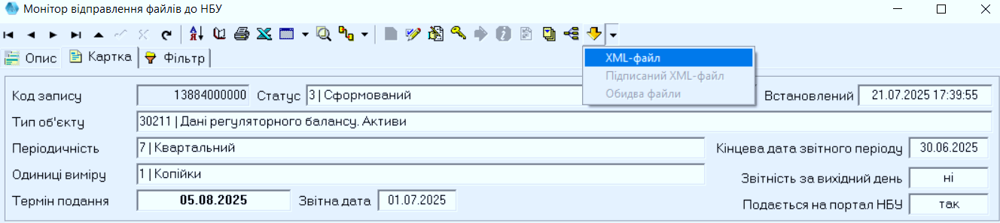 Монітор відправлення файлів до НБУ
Опис Картка Фільтр
XML-файл
Підписаний XML-файл
Обидва файли
Код запису 13884000000 Статус 3 | Сформований Встановлений 21.07.2025 17:39:55
Тип об'єкту 30211 | Дані регуляторного балансу. Активи
Періодичність 7 | Квартальний Кінцева дата звітного періоду 30.06.2025
Одиниці виміру 1 | Копійки Звітність за вихідний день ні
Термін подання 05.08.2025 Звітна дата 01.07.2025 Подається на портал НБУ так